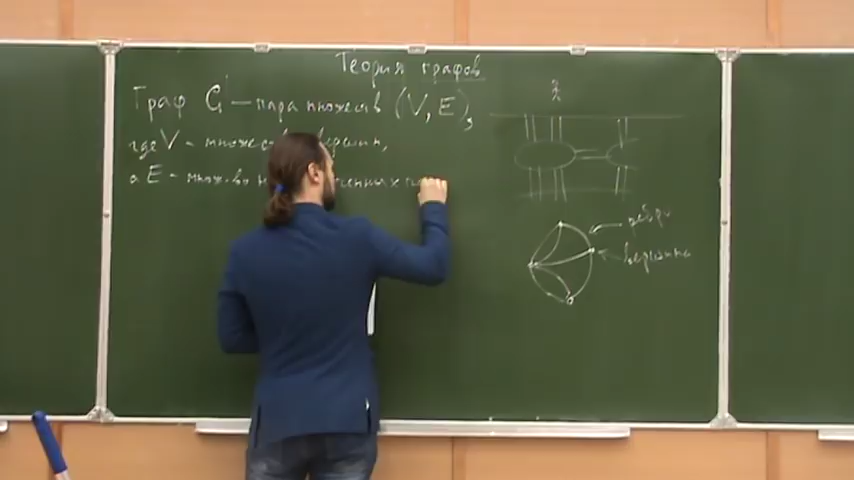 Теория графов
Граф G — пара множеств (V, E),
где V - множество вершин,
а E - множ-во
ребро
вершина